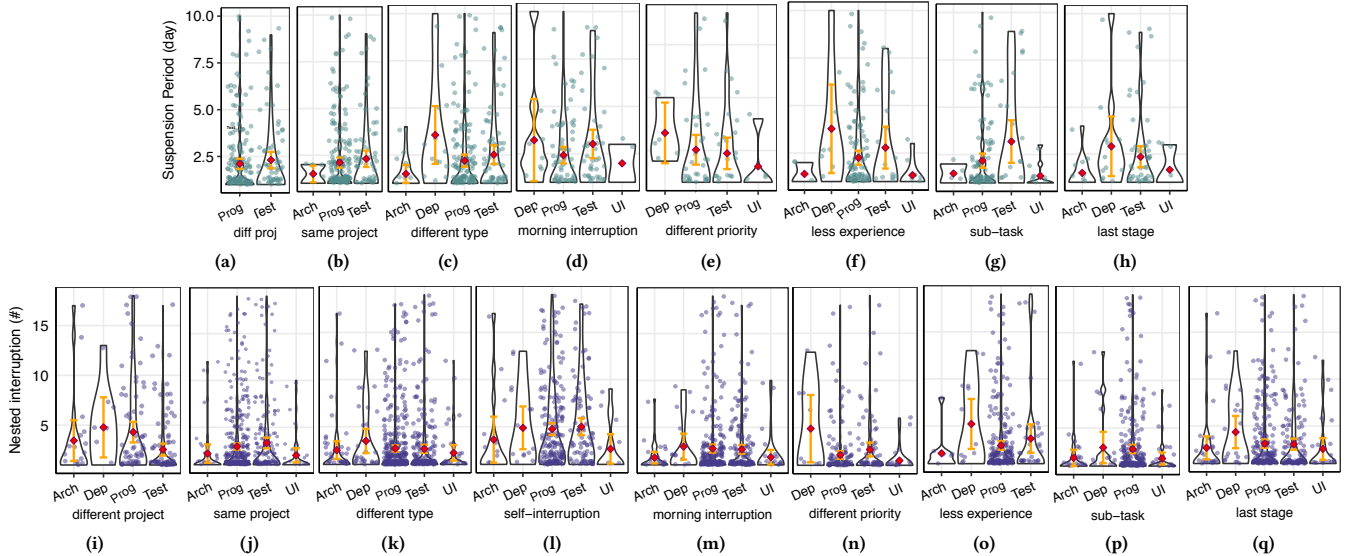 Suspension Period (day)
10.0
7.5
5.0
2.5
Prog Test
diff proj
(a)
Arch Prog Test
same project
(b)
Arch Dep Prog Test
different type
(c)
Dep Prog Test UI
morning interruption
(d)
Dep Prog Test UI
different priority
(e)
Arch Dep Prog Test UI
less experience
(f)
Arch Prog Test UI
sub-task
(g)
Arch Dep Test UI
last stage
(h)
Nested interruption (#)
15
10
5
Arch Dep Prog Test
different project
(i)
Arch Prog Test UI
same project
(j)
Arch Dep Prog Test UI
different type
(k)
Arch Dep Prog Test UI
self-interruption
(l)
Arch Dep Prog Test UI
morning interruption
(m)
Dep Prog Test UI
different priority
(n)
Arch Dep Prog Test
less experience
(o)
Arch Dep Prog UI
sub-task
(p)
Arch Dep Prog Test UI
last stage
(q)